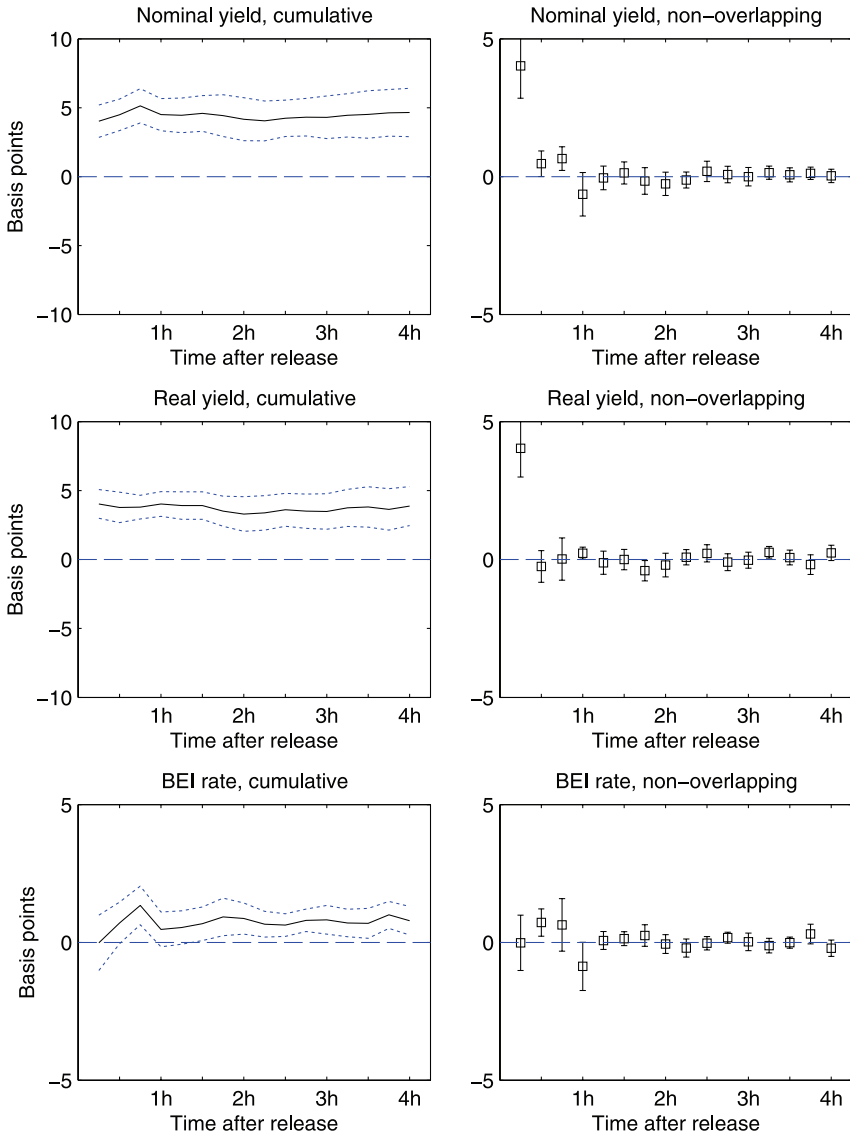 Nominal yield, cumulative
Basis points
10
5
0
−5
−10
1h 2h 3h 4h
Time after release
Nominal yield, non−overlapping
5
0
−5
1h 2h 3h 4h
Time after release
Real yield, cumulative
Basis points
10
5
0
−5
−10
1h 2h 3h 4h
Time after release
Real yield, non−overlapping
5
0
−5
1h 2h 3h 4h
Time after release
BEI rate, cumulative
Basis points
5
0
−5
1h 2h 3h 4h
Time after release
BEI rate, non−overlapping
5
0
−5
1h 2h 3h 4h
Time after release